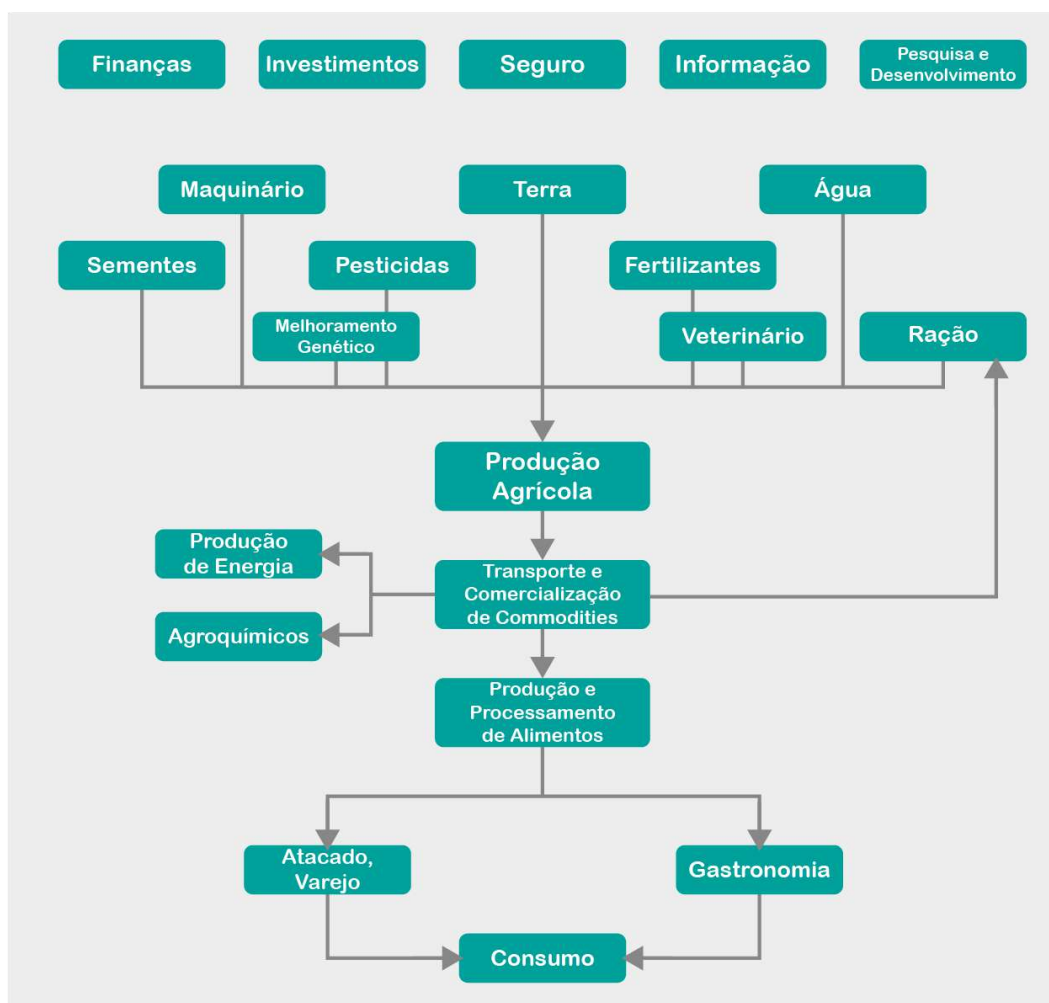 Finanças
Investimentos
Seguro
Informação
Pesquisa e
Desenvolvimento
Maquinário
Terra
Água
Sementes
Pesticidas
Fertilizantes
Melhoramento
Genético
Veterinário
Ração
Produção
Agrícola
Produção
de Energia
Transporte e
Comercialização
de Commodities
Agroquímicos
Produção e
Processamento
de Alimentos
Atacado,
Varejo
Gastronomia
Consumo